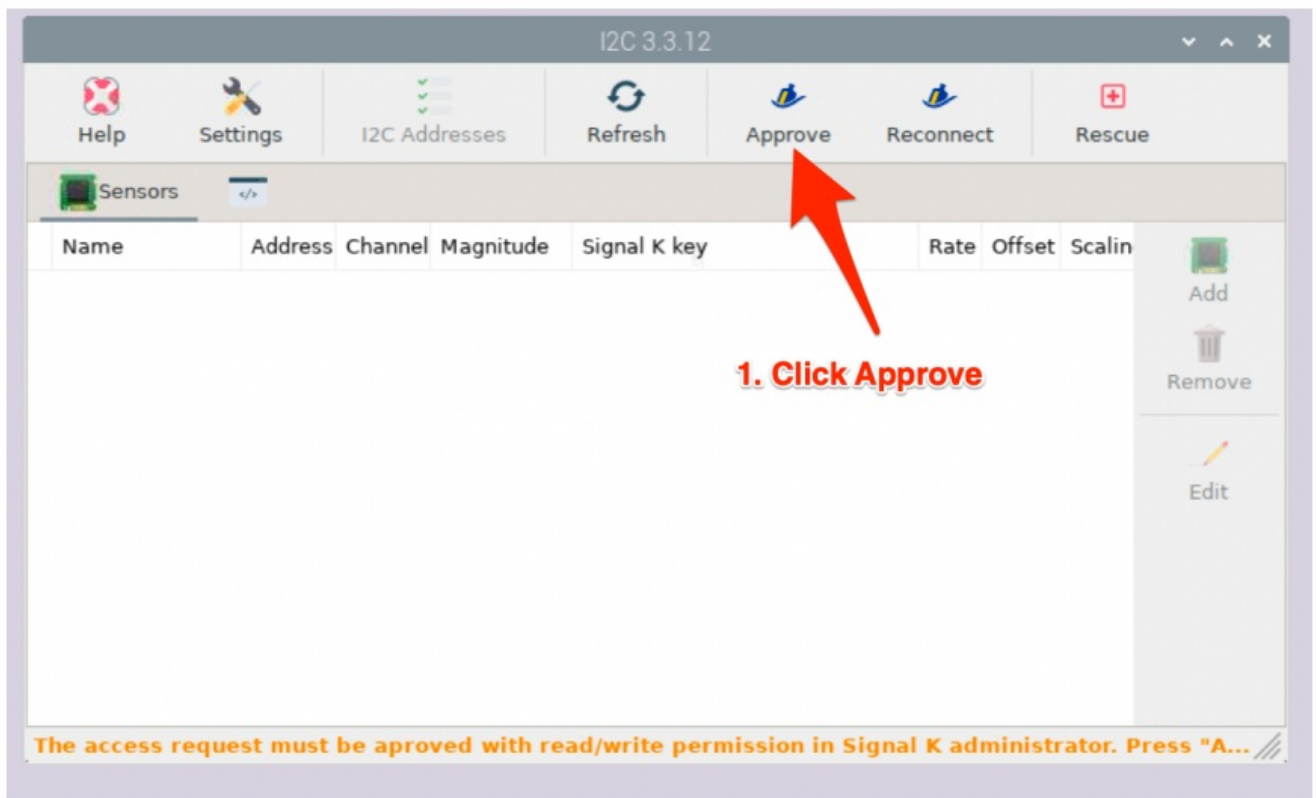 I2C 3.3.12
Help Settings I2C Addresses Refresh Approve Reconnect Rescue
Sensors </>
Name Address Channel Magnitude Signal K key Rate Offset Scalin
Add
1. Click Approve
Remove
Edit
The access request must be aproved with read/write permission in Signal K administrator. Press "A...